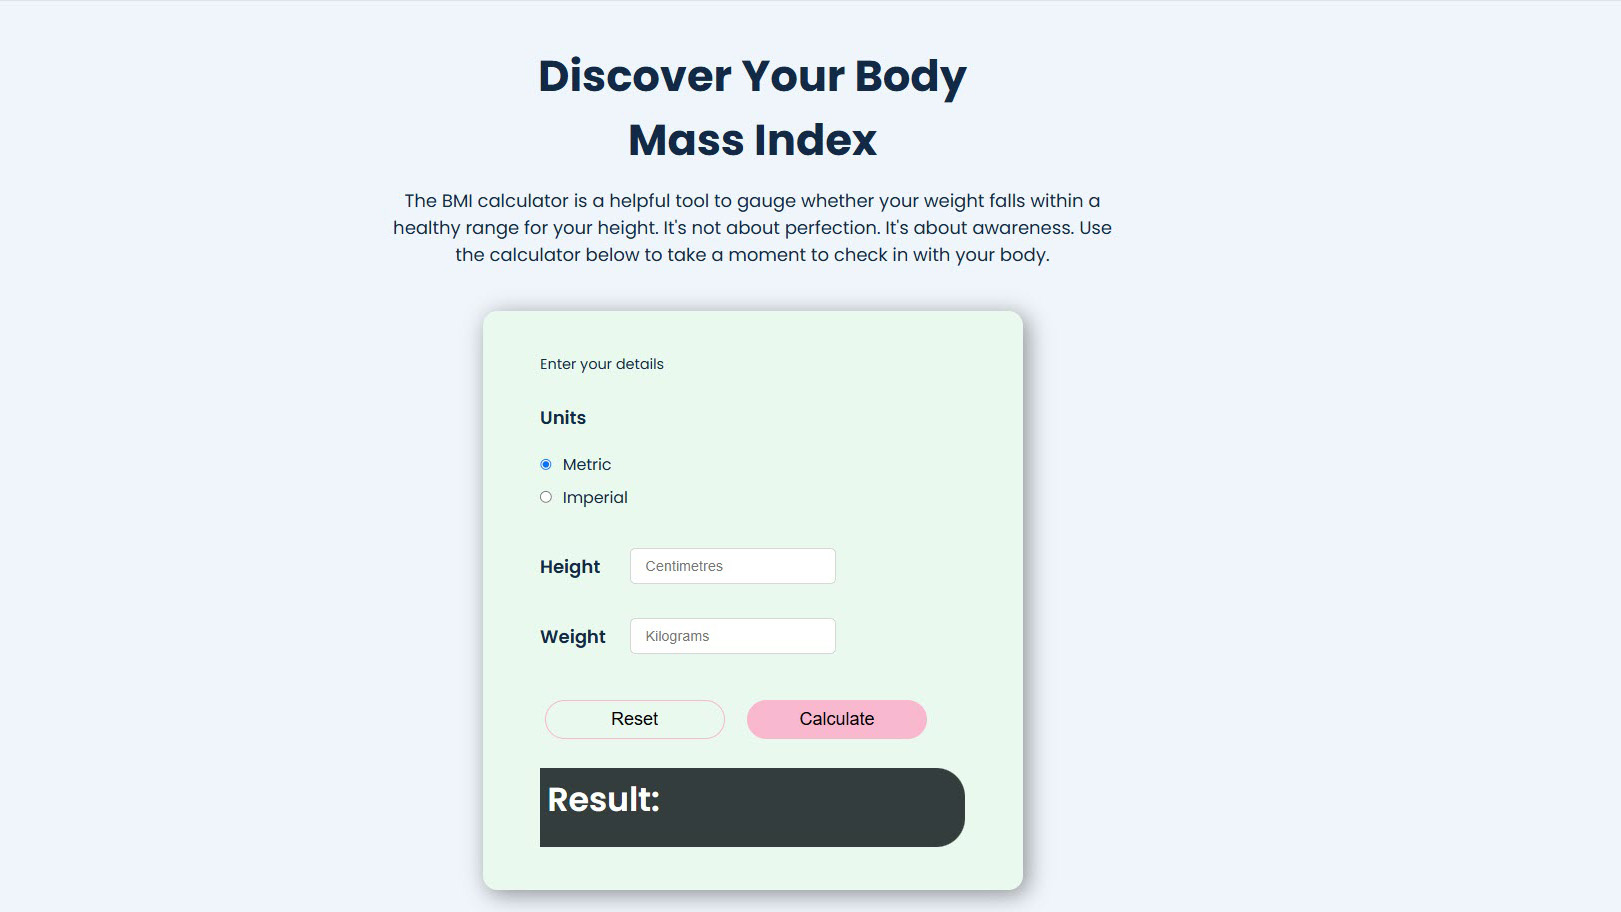 Discover Your Body
Mass Index
The BMI calculator is a helpful tool to gauge whether your weight falls within a
healthy range for your height. It's not about perfection. It's about awareness. Use
the calculator below to take a moment to check in with your body.
Enter your details
Units
Metric
Imperial
Height Centimetres
Weight Kilograms
Reset Calculate
Result: